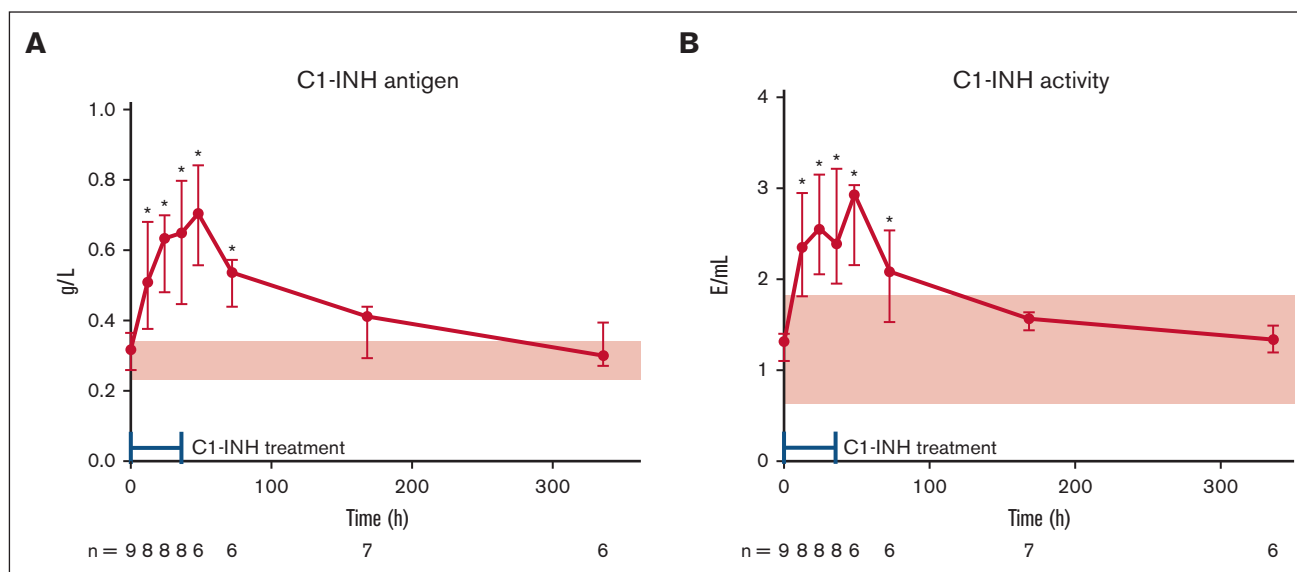 A
C1-INH antigen
1.0
0.8
0.6
0.4
0.2
0.0
g/L
* * * * *
C1-INH treatment
0 100 200 300
Time (h)
n = 9 8 8 8 6 6 7 6
B
C1-INH activity
4
3
2
1
0
E/mL
* * * * *
C1-INH treatment
0 100 200 300
Time (h)
n = 9 8 8 8 6 6 7 6